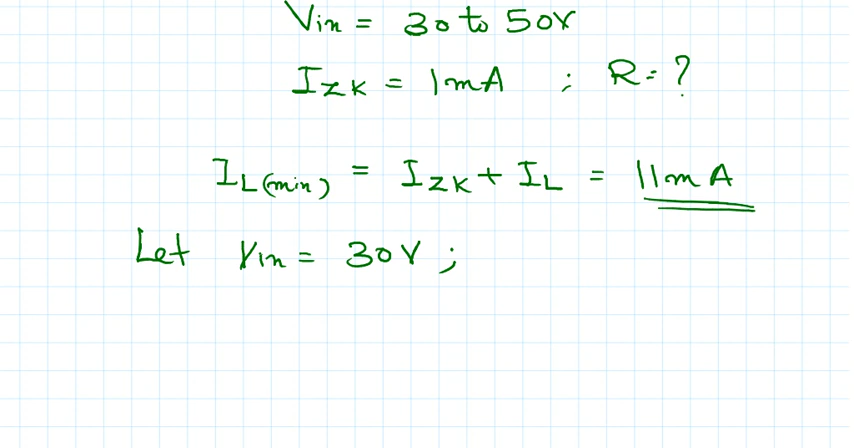 Vin = 30 to 50V
IZK = 1mA ; R = ?
IL(min) = IZK + IL = 11mA
Let Vin = 30V ;